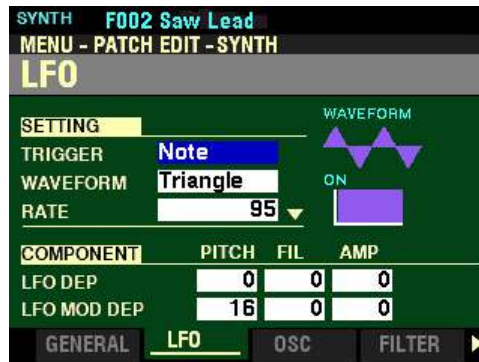 SYNTH F002 Saw Lead
MENU - PATCH EDIT - SYNTH
LFO
WAVEFORM
SETTING
TRIGGER Note
WAVEFORM Triangle
ON
RATE 95
COMPONENT PITCH FIL AMP
LFO DEP 0 0 0
LFO MOD DEP 16 0 0
GENERAL LFO OSC FILTER